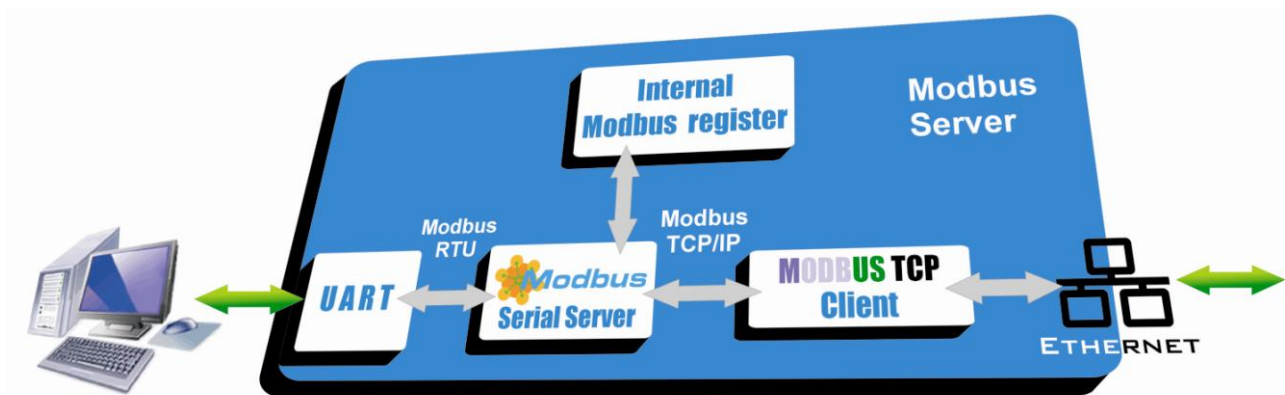 Internal
Modbus register
Modbus
Server
Modbus
RTU
Modbus
TCP/IP
UART
Modbus
Serial Server
MODBUS TCP
Client
ETHERNET